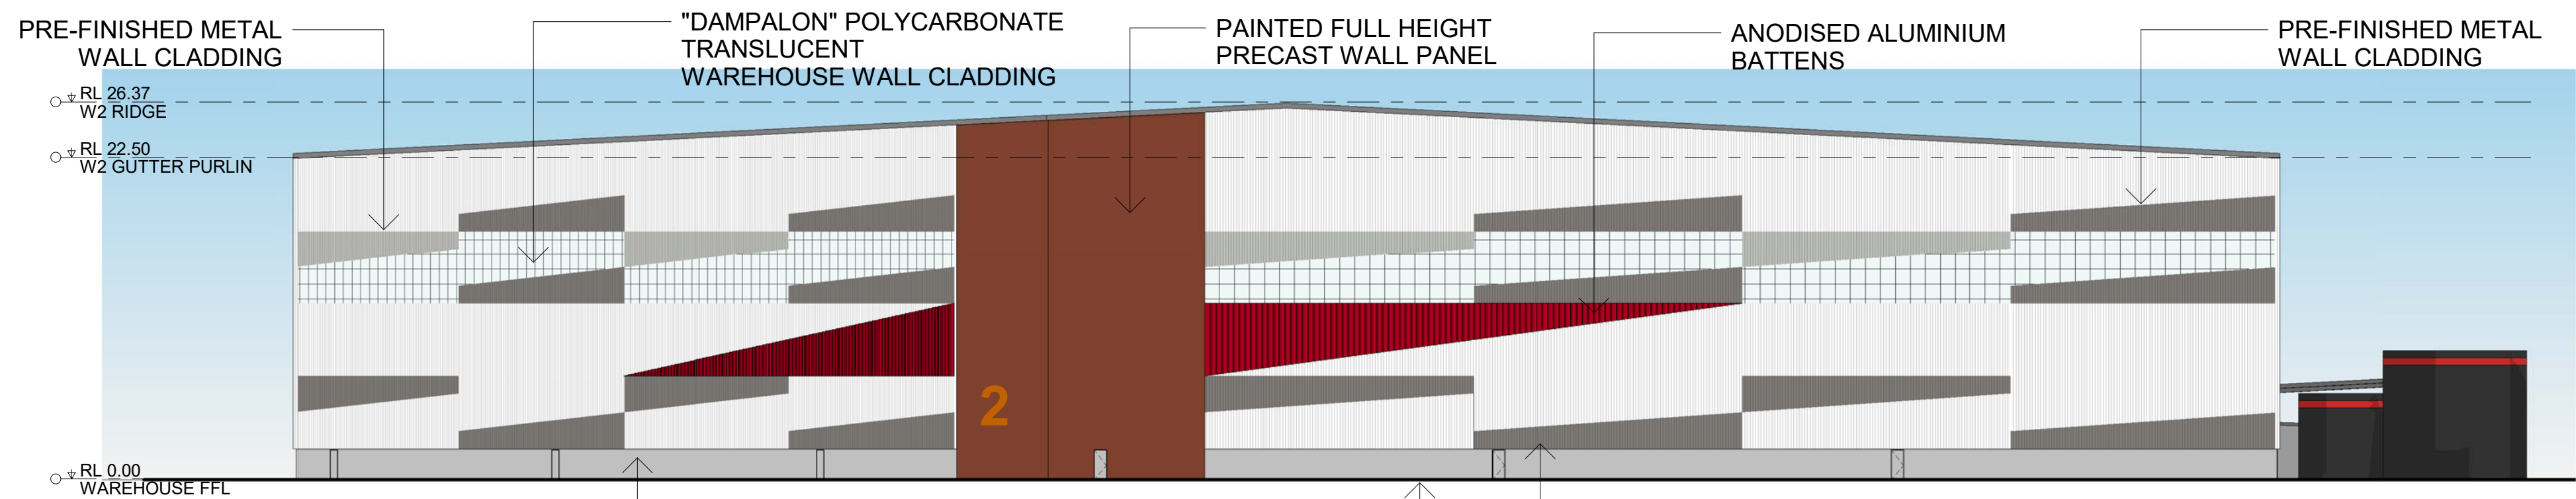 PRE-FINISHED METAL
WALL CLADDING
"DAMPALON" POLYCARBONATE
TRANSLUCENT
WAREHOUSE WALL CLADDING
PAINTED FULL HEIGHT
PRECAST WALL PANEL
ANODISED ALUMINIUM
BATTENS
PRE-FINISHED METAL
WALL CLADDING
RL 26.37
W2 RIDGE
RL 22.50
W2 GUTTER PURLIN
2
RL 0.00
WAREHOUSE FFL